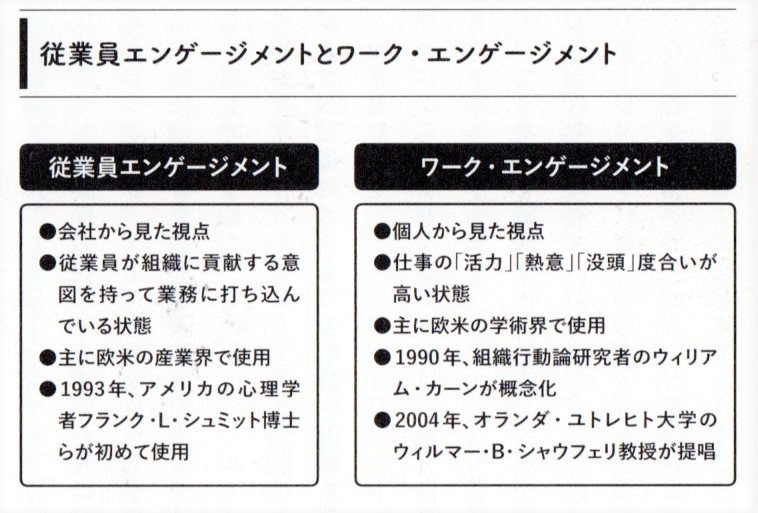 従業員エンゲージメントとワーク・エンゲージメント
従業員エンゲージメント
●会社から見た視点
●従業員が組織に貢献する意
図を持って業務に打ち込ん
でいる状態
●主に欧米の産業界で使用
●1993年、アメリカの心理学
者フランク・L・シュミット博士
らが初めて使用
ワーク・エンゲージメント
●個人から見た視点
●仕事の｢活力｣｢熱意｣｢没頭｣度合いが
高い状態
●主に欧米の学術界で使用
●1990年、組織行動論研究者のウィリア
ム・カーンが概念化
●2004年、オランダ・ユトレヒト大学の
ウィルマー・B・シャウフェリ教授が提唱